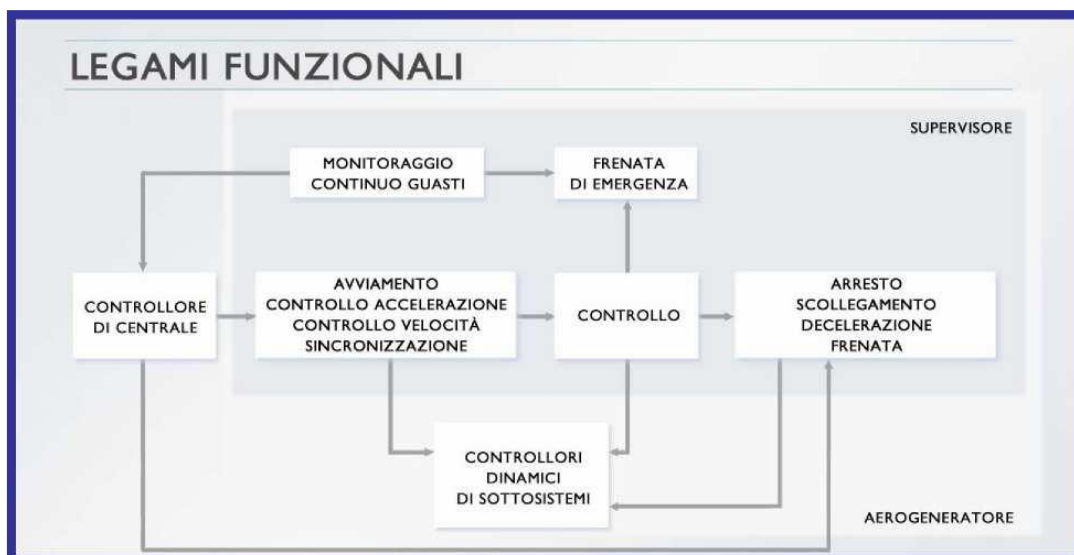 LEGAMI FUNZIONALI
SUPERVISORE
MONITORAGGIO
CONTINUO GUASTI
FRENATA
DI EMERGENZA
CONTROLLORE
DI CENTRALE
AVVIAMENTO
CONTROLLO ACCELERAZIONE
CONTROLLO VELOCITÀ
SINCRONIZZAZIONE
CONTROLLO
ARRESTO
SCOLLEGAMENTO
DECELERAZIONE
FRENATA
CONTROLLORI
DINAMICI
DI SOTTOSISTEMI
AEROGENERATORE